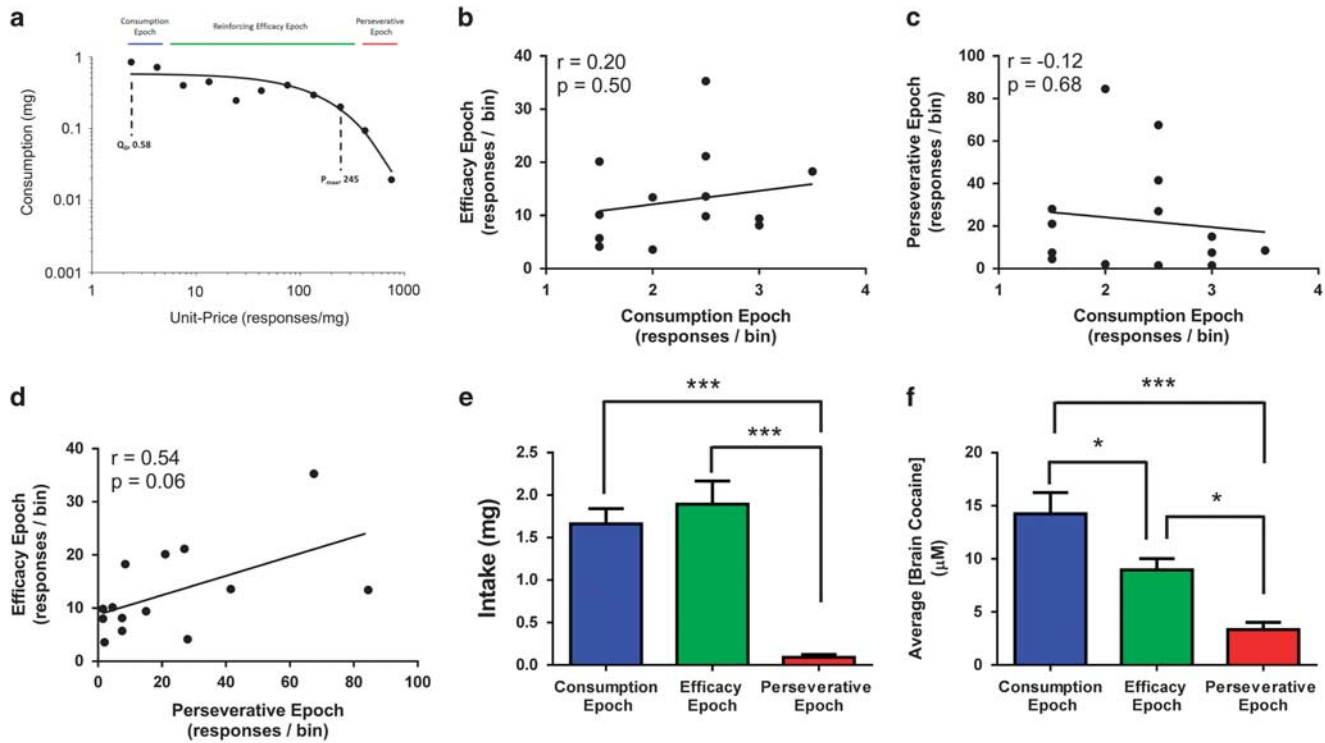 a
Consumption
Epoch
Reinforcing Efficacy Epoch
Perseverative
Epoch
Consumption (mg)
1
0.1
0.01
0.001
Q0, 0.58
Pmax, 245
1 10 100 1000
Unit-Price (responses/mg)
b
r = 0.20
p = 0.50
Efficacy Epoch
(responses / bin)
40
30
20
10
0
1 2 3 4
Consumption Epoch
(responses / bin)
c
r = -0.12
p = 0.68
Perseverative Epoch
(responses / bin)
100
80
60
40
20
0
1 2 3 4
Consumption Epoch
(responses / bin)
d
r = 0.54
p = 0.06
Efficacy Epoch
(responses / bin)
40
30
20
10
0
0 20 40 60 80 100
Perseverative Epoch
(responses / bin)
e
***
***
Intake (mg)
2.5
2.0
1.5
1.0
0.5
0.0
Consumption
Epoch
Efficacy
Epoch
Perseverative
Epoch
f
***
*
*
Average [Brain Cocaine]
(µM)
20
15
10
5
0
Consumption
Epoch
Efficacy
Epoch
Perseverative
Epoch